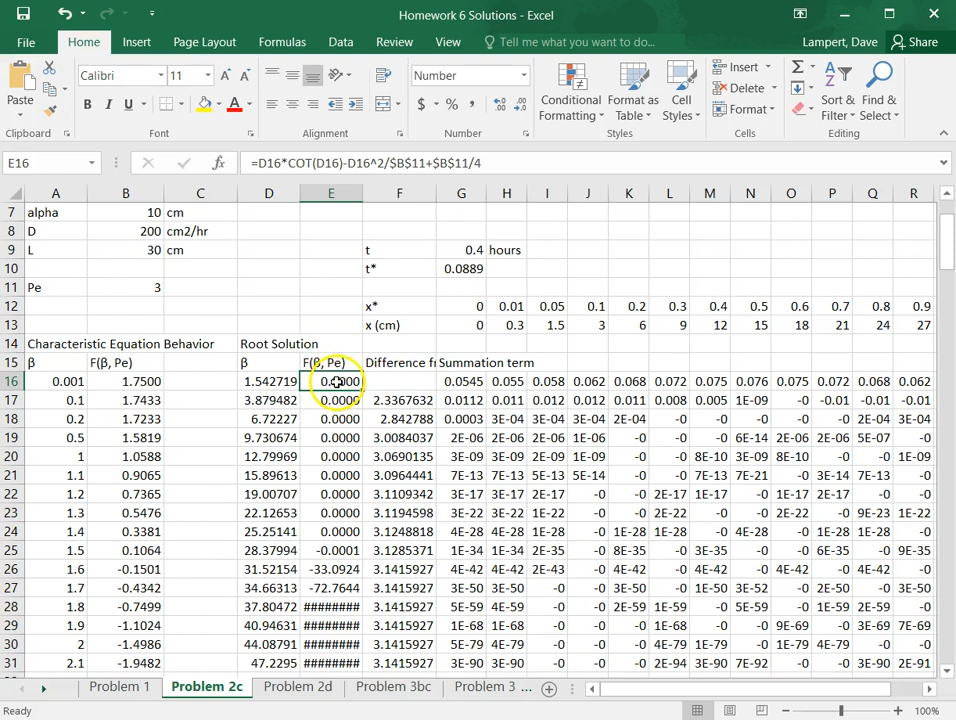 Homework 6 Solutions - Excel
File Home Insert Page Layout Formulas Data Review View Tell me what you want to do... Lampert, Dave Share
Calibri 11 Number Insert
Paste B I U $ % Conditional Formatting Format as Table Cell Styles Delete Format Sort & Filter Find & Select
Clipboard Font Alignment Number Styles Cells Editing
E16 fx =D16*COT(D16)-D16^2/$B$11+$B$11/4
A B C D E F G H I J K L M N O P Q R
7 alpha 10 cm
8 D 200 cm2/hr
9 L 30 cm t 0.4 hours
10 t* 0.0889
11 Pe 3
12 x* 0 0.01 0.05 0.1 0.2 0.3 0.4 0.5 0.6 0.7 0.8 0.9
13 x (cm) 0 0.3 1.5 3 6 9 12 15 18 21 24 27
14 Characteristic Equation Behavior Root Solution
15 β F(β, Pe) β F(β, Pe) Difference fr Summation term
16 0.001 1.7500 1.542719 0.0000 0.0545 0.055 0.058 0.062 0.068 0.072 0.075 0.076 0.075 0.072 0.068 0.062
17 0.1 1.7433 3.879482 0.0000 2.3367632 0.0112 0.011 0.012 0.012 0.011 0.008 0.005 1E-09 -0 -0.01 -0.01 -0.01
18 0.2 1.7233 6.72227 0.0000 2.842788 0.0003 3E-04 3E-04 3E-04 2E-04 -0 -0 -0 -0 -0 2E-04 3E-04
19 0.5 1.5819 9.730674 0.0000 3.0084037 2E-06 2E-06 2E-06 1E-06 -0 -0 -0 6E-14 2E-06 2E-06 5E-07 -0
20 1 1.0588 12.79969 0.0000 3.0690135 3E-09 3E-09 2E-09 1E-09 -0 -0 8E-10 3E-09 8E-10 -0 -0 1E-09
21 1.1 0.9065 15.89613 0.0000 3.0964441 7E-13 7E-13 5E-13 5E-14 -0 -0 7E-13 7E-21 -0 3E-14 7E-13 -0
22 1.2 0.7365 19.00707 0.0000 3.1109342 3E-17 3E-17 2E-17 -0 -0 2E-17 1E-17 -0 1E-17 2E-17 -0 -0
23 1.3 0.5476 22.12653 0.0000 3.1194598 3E-22 3E-22 1E-22 -0 -0 2E-22 -0 -0 2E-22 -0 9E-23 1E-22
24 1.4 0.3381 25.25141 0.0000 3.1248818 4E-28 4E-28 -0 -0 1E-28 1E-28 -0 4E-28 -0 1E-28 1E-28 -0
25 1.5 0.1064 28.37994 -0.0001 3.1285371 1E-34 1E-34 2E-35 -0 8E-35 -0 3E-35 -0 -0 6E-35 -0 9E-35
26 1.6 -0.1501 31.52154 -33.0924 3.1415927 4E-42 4E-42 2E-43 -0 4E-42 -0 4E-42 -0 4E-42 -0 4E-42 -0
27 1.7 -0.4342 34.66313 -72.7644 3.1415927 3E-50 3E-50 -0 -0 3E-50 -0 1E-50 3E-52 -0 2E-50 -0 3E-50
28 1.8 -0.7499 37.80472 ######## 3.1415927 5E-59 4E-59 -0 -0 2E-59 1E-59 -0 5E-59 -0 1E-59 2E-59 -0
29 1.9 -1.1024 40.94631 ######## 3.1415927 1E-68 1E-68 -0 -0 -0 1E-68 -0 -0 9E-69 -0 3E-69 7E-69
30 2 -1.4986 44.08791 ######## 3.1415927 5E-79 4E-79 -0 -0 -0 4E-79 -0 1E-79 4E-79 -0 -0 -0
31 2.1 -1.9482 47.2295 ######## 3.1415927 3E-90 3E-90 -0 -0 -0 2E-94 3E-90 7E-92 -0 -0 3E-90 2E-91
Problem 1 Problem 2c Problem 2d Problem 3bc Problem 3 ...
Ready 100%